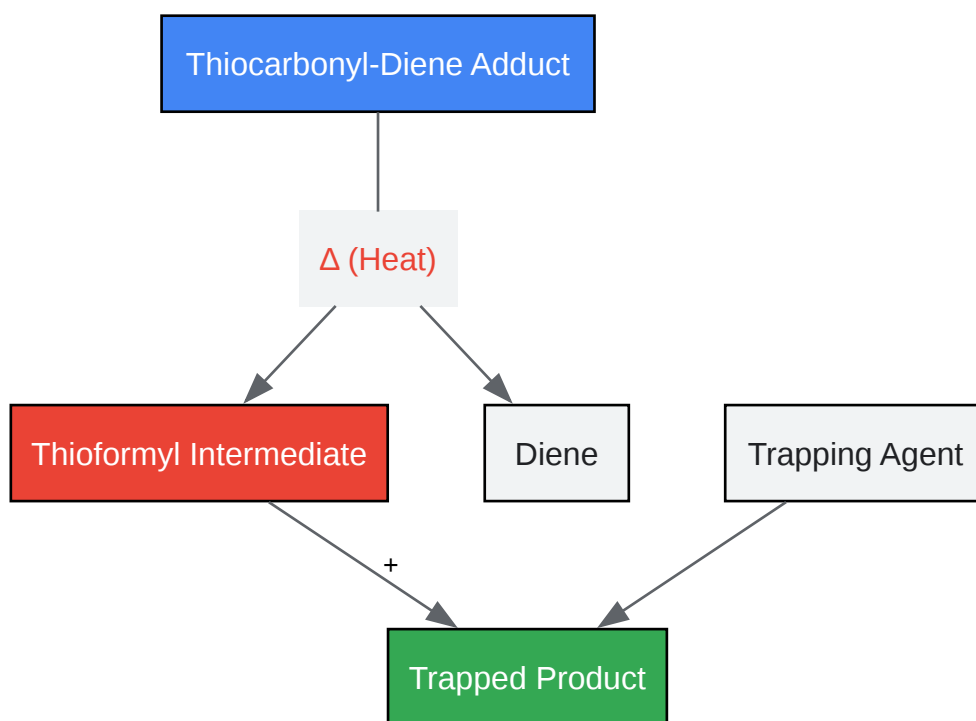 Thiocarbonyl-Diene Adduct
Δ (Heat)
Thioformyl Intermediate
Diene
Trapping Agent
+
Trapped Product